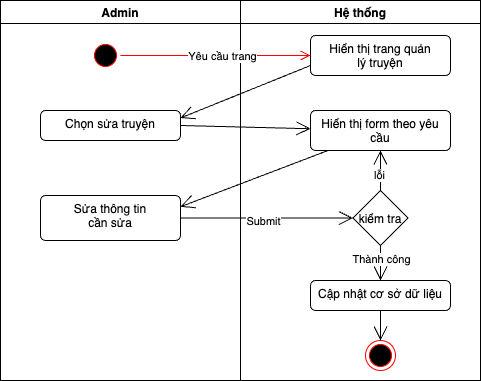 Admin
Hệ thống
Yêu cầu trang
Hiển thị trang quản
lý truyện
Chọn sửa truyện
Hiển thị form theo yêu
cầu
lỗi
Sửa thông tin
cần sửa
Submit
kiểm tra
Thành công
Cập nhật cơ sở dữ liệu